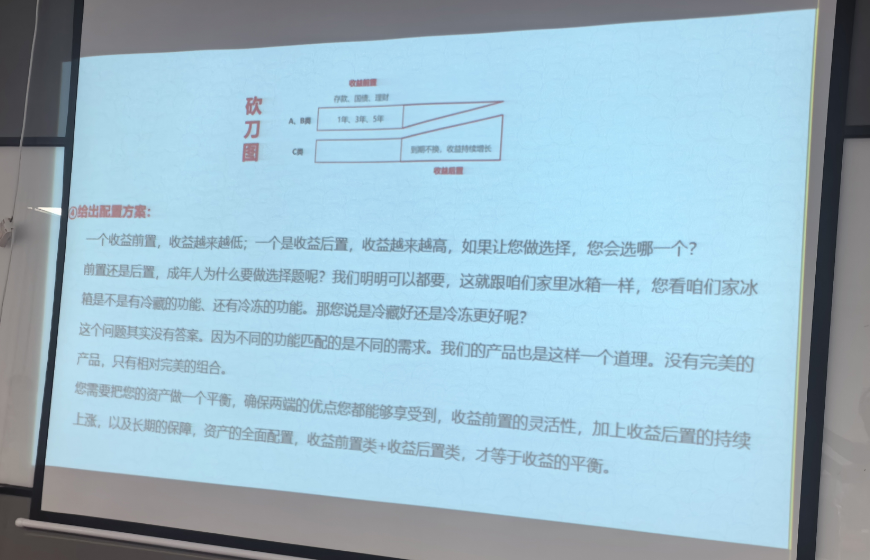 砍刀图
收益前置
存款、国债、理财
A、B类
1年、3年、5年
C类
到期不换、收益持续增长
收益后置
④给出配置方案：
一个收益前置，收益越来越低；一个是收益后置，收益越来越高，如果让您做选择，您会选哪一个？
前置还是后置，成年人为什么要做选择题呢？我们明明可以都要，这就跟咱们家里冰箱一样，您看咱们家冰
箱是不是有冷藏的功能、还有冷冻的功能。那您说是冷藏好还是冷冻更好呢？
这个问题其实没有答案。因为不同的功能匹配的是不同的需求。我们的产品也是这样一个道理。没有完美的
产品，只有相对完美的组合。
您需要把您的资产做一个平衡，确保两端的优点您都能够享受到，收益前置的灵活性，加上收益后置的持续
上涨，以及长期的保障，资产的全面配置，收益前置类+收益后置类，才等于收益的平衡。